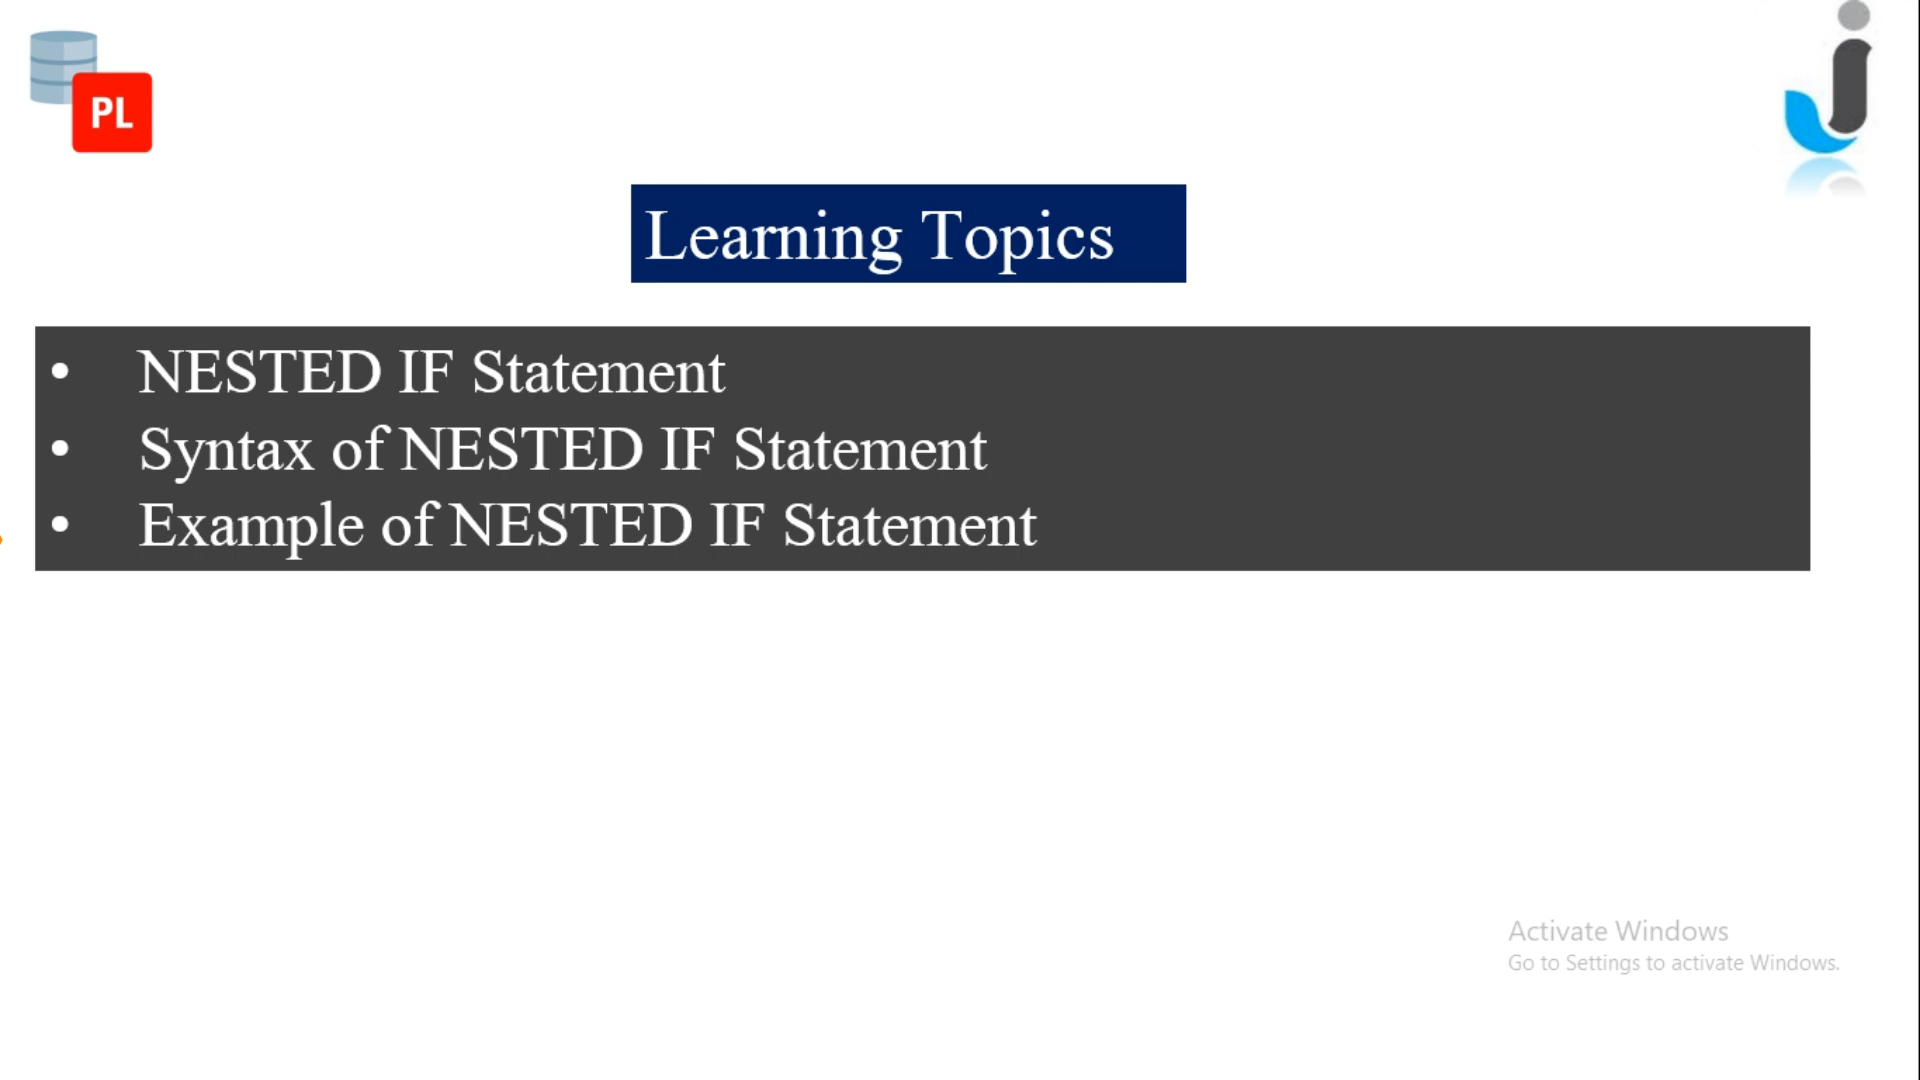 PL
Learning Topics
• NESTED IF Statement
• Syntax of NESTED IF Statement
• Example of NESTED IF Statement
Activate Windows
Go to Settings to activate Windows.